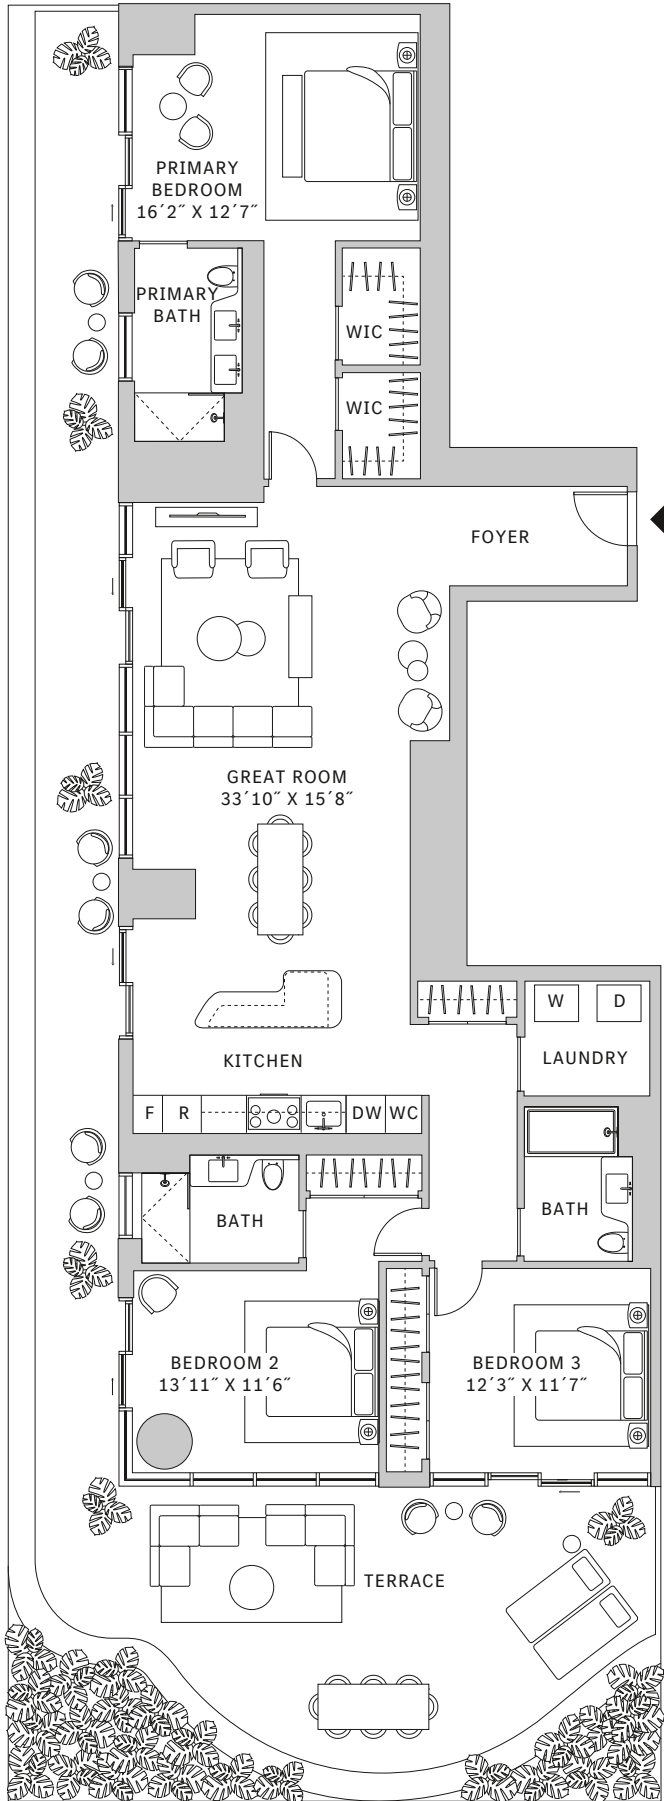 PRIMARY
BEDROOM
16´2˝ X 12´7˝
PRIMARY
BATH
WIC
WIC
FOYER
GREAT ROOM
33´10˝ X 15´8˝
W D
LAUNDRY
KITCHEN
F R DW WC
BATH
BATH
BEDROOM 2
13´11˝ X 11´6˝
BEDROOM 3
12´3˝ X 11´7˝
TERRACE